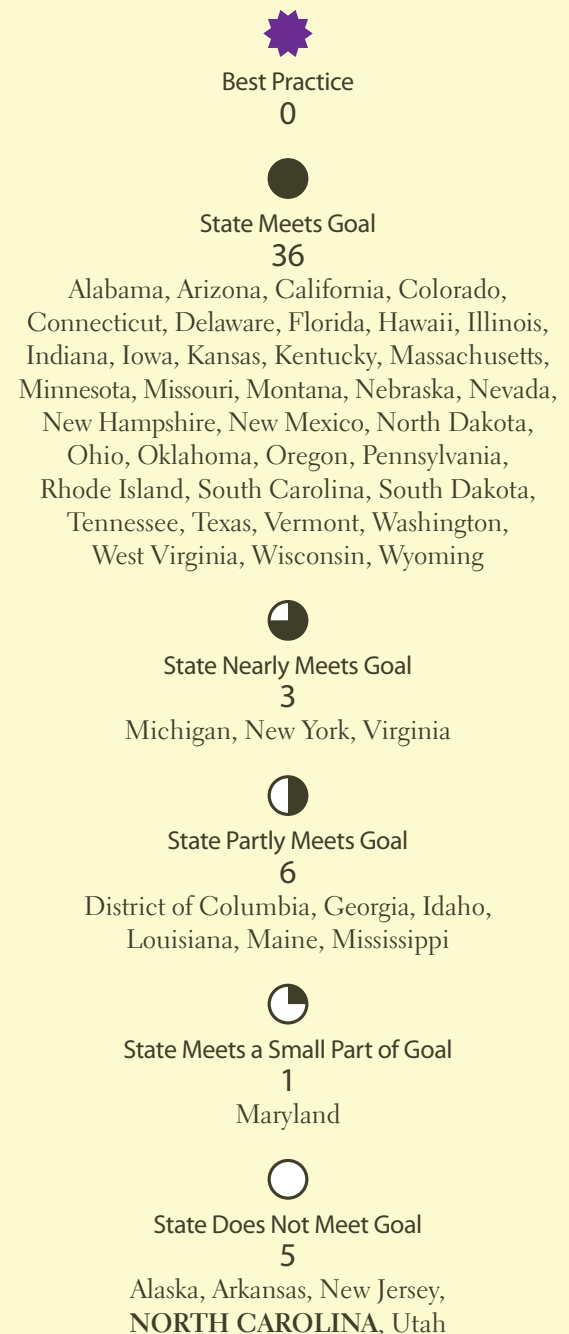 Best Practice
0
State Meets Goal
36
Alabama, Arizona, California, Colorado,
Connecticut, Delaware, Florida, Hawaii, Illinois,
Indiana, Iowa, Kansas, Kentucky, Massachusetts,
Minnesota, Missouri, Montana, Nebraska, Nevada,
New Hampshire, New Mexico, North Dakota,
Ohio, Oklahoma, Oregon, Pennsylvania,
Rhode Island, South Carolina, South Dakota,
Tennessee, Texas, Vermont, Washington,
West Virginia, Wisconsin, Wyoming
State Nearly Meets Goal
3
Michigan, New York, Virginia
State Partly Meets Goal
6
District of Columbia, Georgia, Idaho,
Louisiana, Maine, Mississippi
State Meets a Small Part of Goal
1
Maryland
State Does Not Meet Goal
5
Alaska, Arkansas, New Jersey,
NORTH CAROLINA, Utah